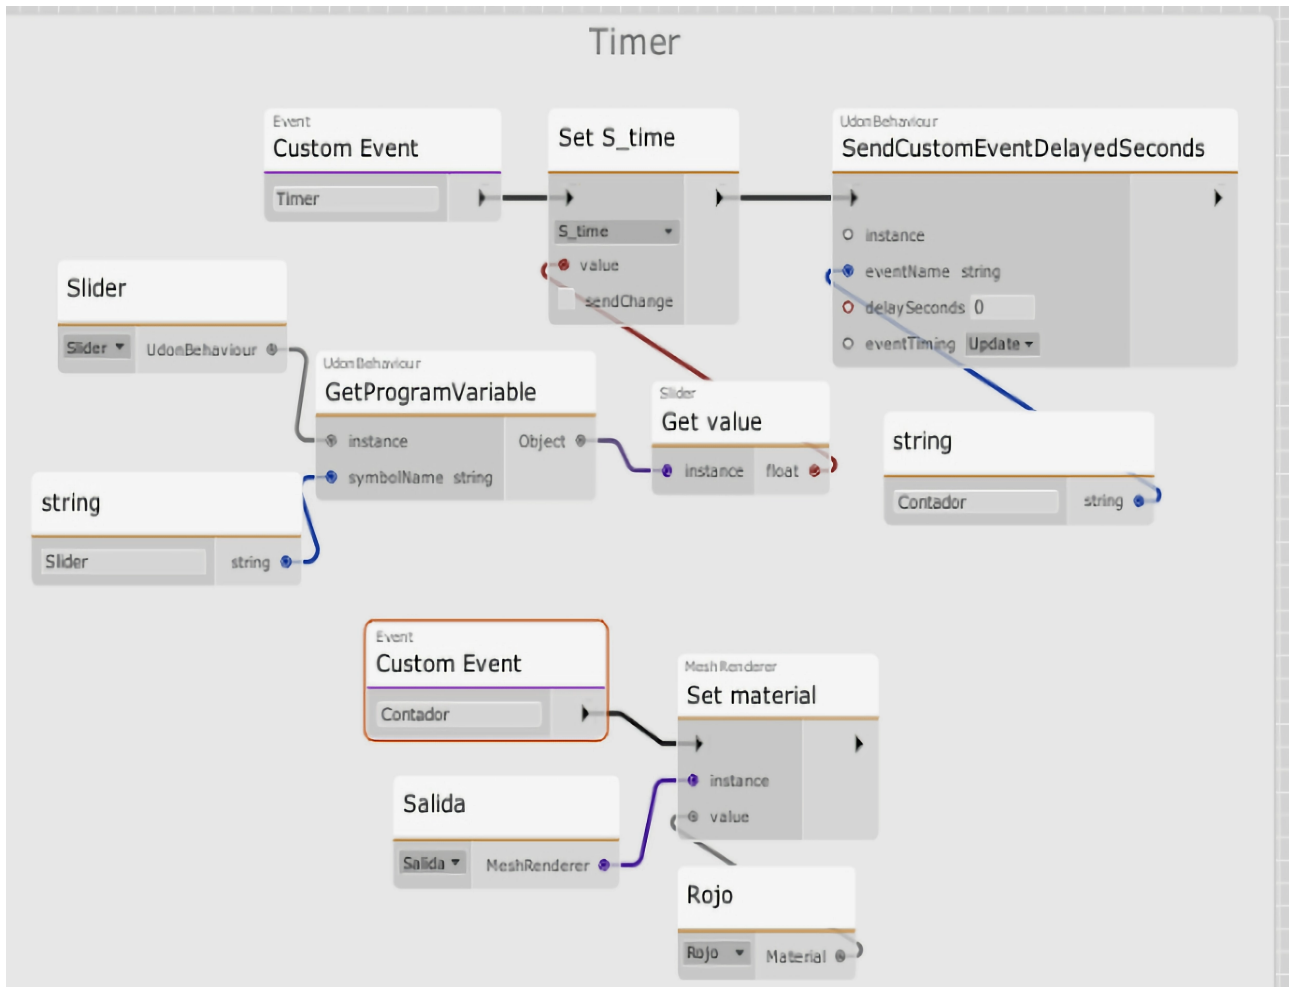 Timer
Event
Custom Event
Timer
Set S_time
S_time
value
sendChange
UdonBehaviour
SendCustomEventDelayedSeconds
instance
eventName string
delaySeconds 0
eventTiming Update
Slider
Slider UdonBehaviour
UdonBehaviour
GetProgramVariable
instance Object
symbolName string
Slider
Get value
instance float
string
Contador string
string
Slider string
Event
Custom Event
Contador
MeshRenderer
Set material
instance
value
Salida
Salida MeshRenderer
Rojo
Rojo Material